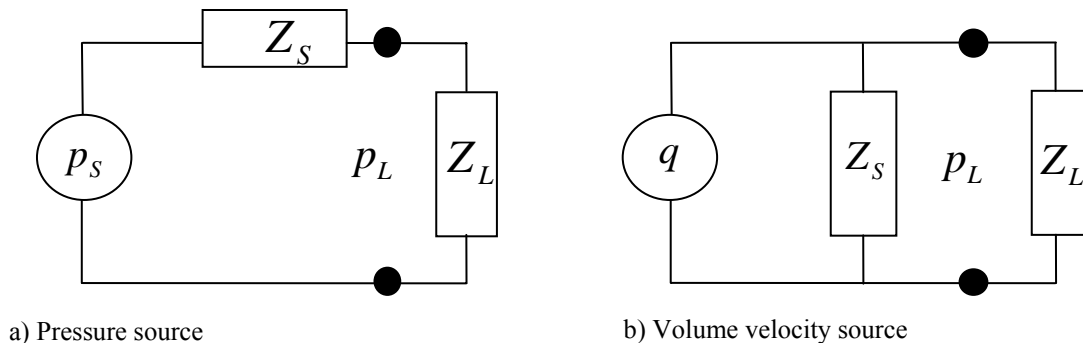 Z_S
p_S
p_L
Z_L
a) Pressure source
q
Z_S
p_L
Z_L
b) Volume velocity source